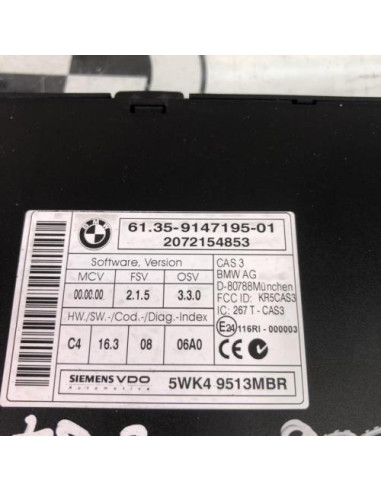 BMW
61.35-9147195-01
2072154853
Software, Version
MCV FSV OSV
00.00.00 2.1.5 3.3.0
HW./SW.-/Cod.-/Diag.-Index
C4 16.3 08 06A0
CAS 3
BMW AG
D-80788München
FCC ID: KR5CAS3
IC: 267 T - CAS3
E24 116RI - 000003
CE
SIEMENS VDO
Automotive
5WK4 9513MBR